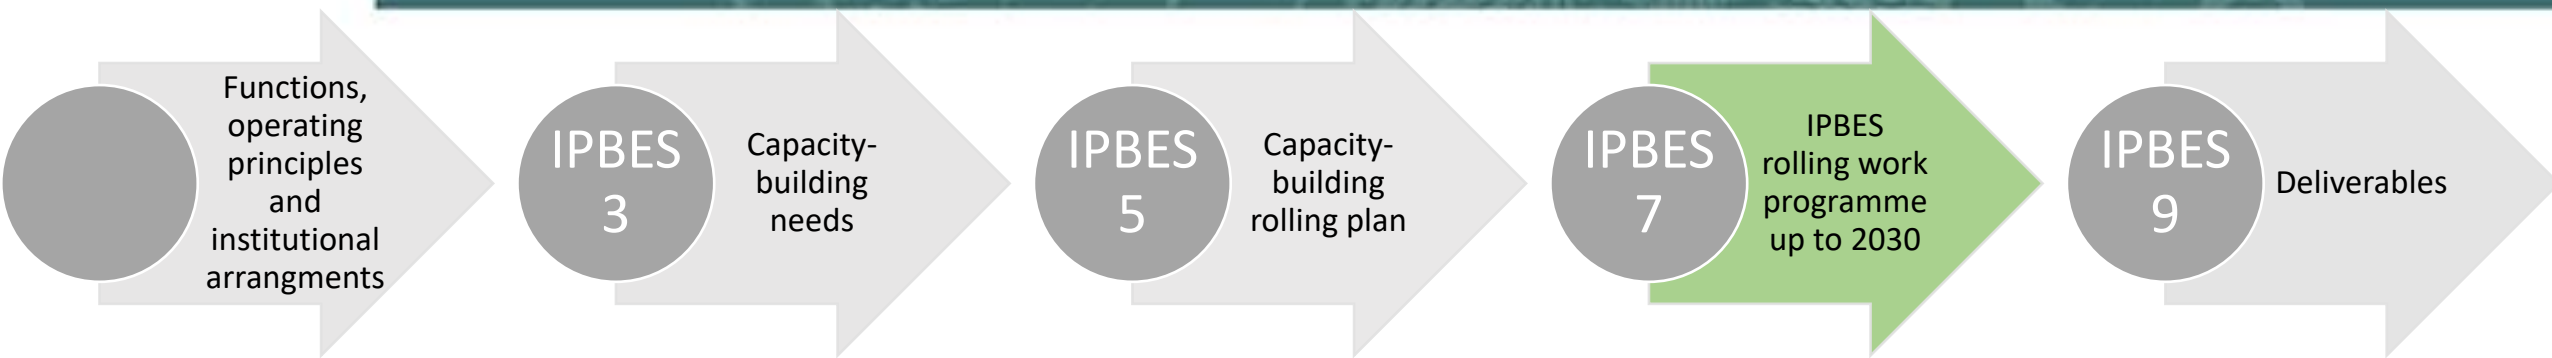 Functions,
operating
principles
and
institutional
arrangments
IPBES
3
Capacity-
building
needs
IPBES
5
Capacity-
building
rolling plan
IPBES
7
IPBES
rolling work
programme
up to 2030
IPBES
9
Deliverables